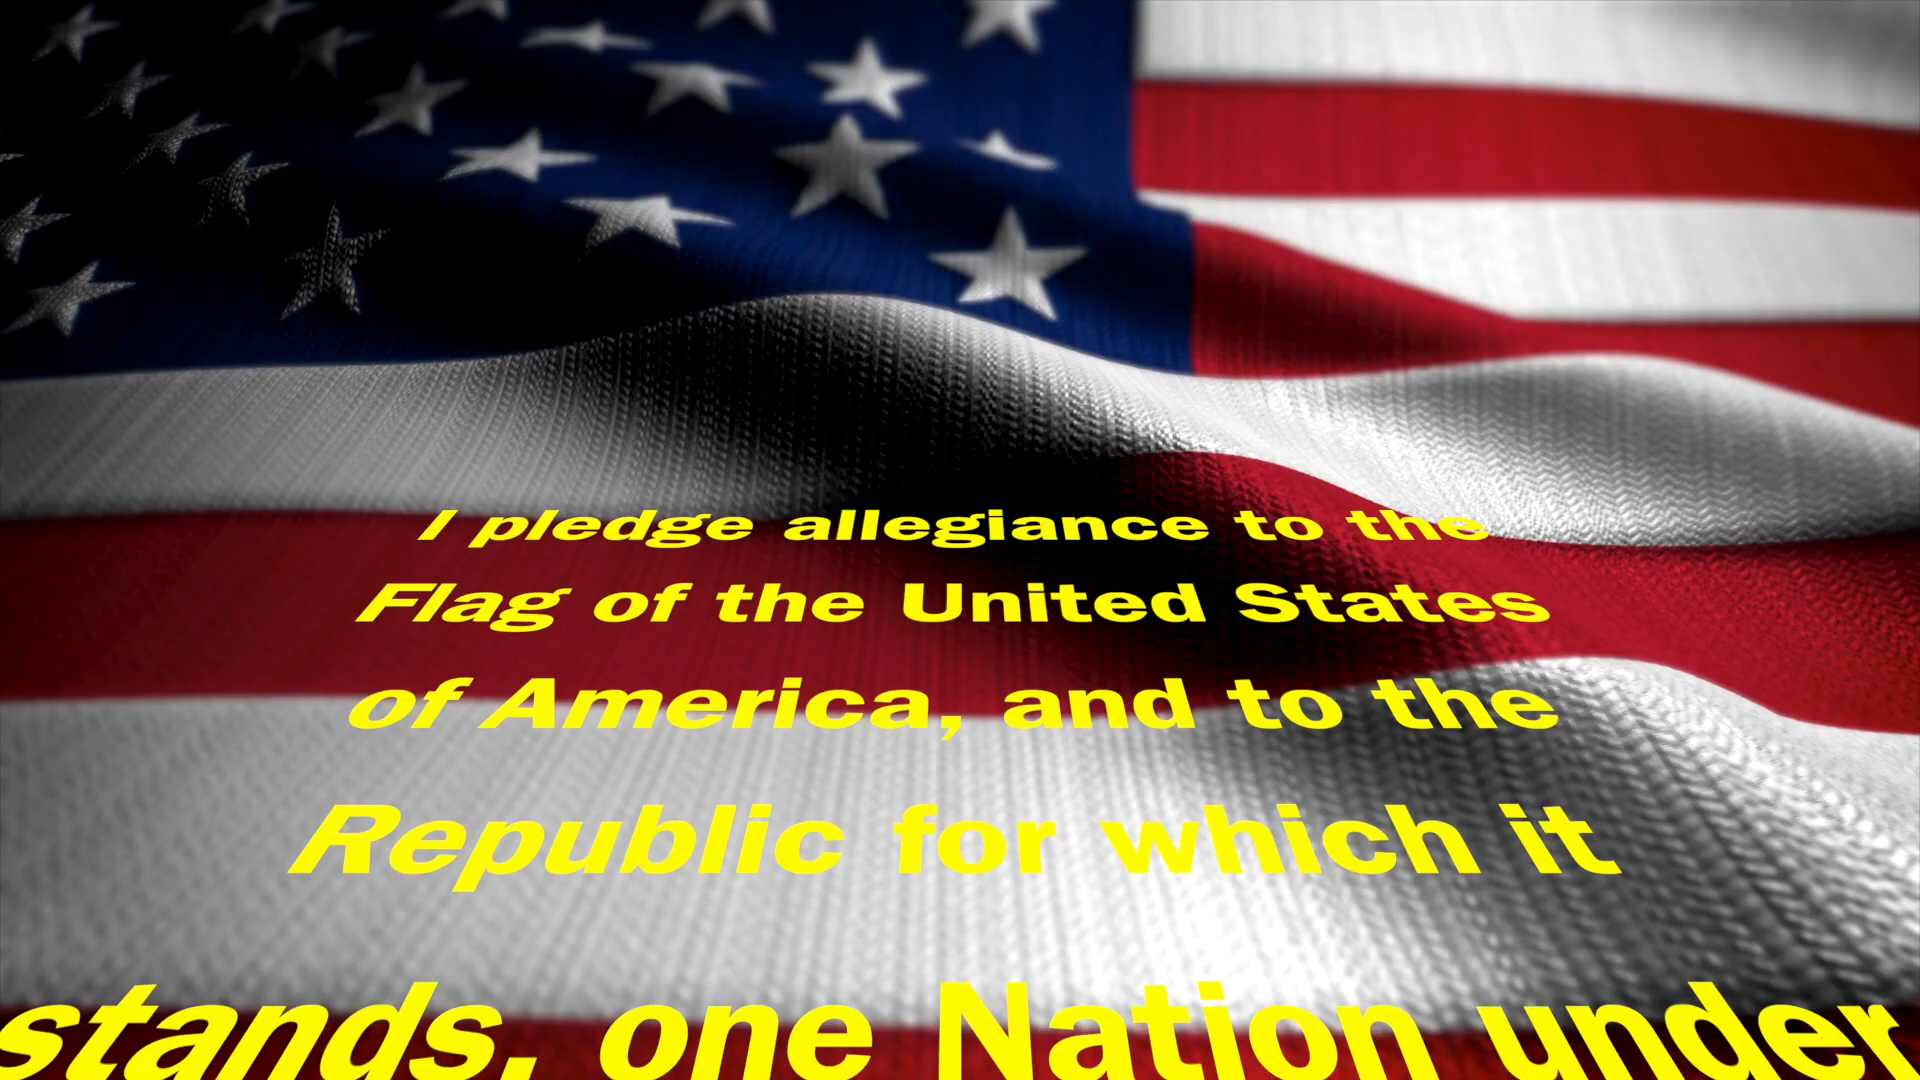 I pledge allegiance to the
Flag of the United States
of America, and to the
Republic for which it
stands, one Nation under